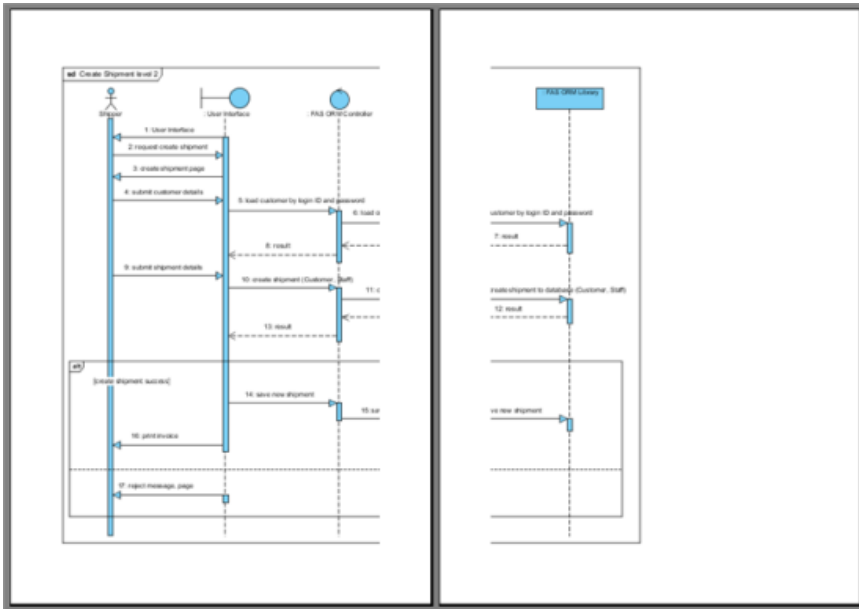 sd Create Shipment level 2
Shipper
: User Interface
: FAS ORM Controller
: FAS ORM Library
1: User Interface
2: request create shipment
3: create shipment page
4: submit customer details
5: load customer by login ID and password
6: load c
ustomer by login ID and password
7: result
8: result
9: submit shipment details
10: create shipment (Customer, Staff)
11: c
reate shipment to database (Customer, Staff)
12: result
13: result
alt
[create shipment success]
14: save new shipment
15: sa
ve new shipment
16: print invoice
17: reject message, page